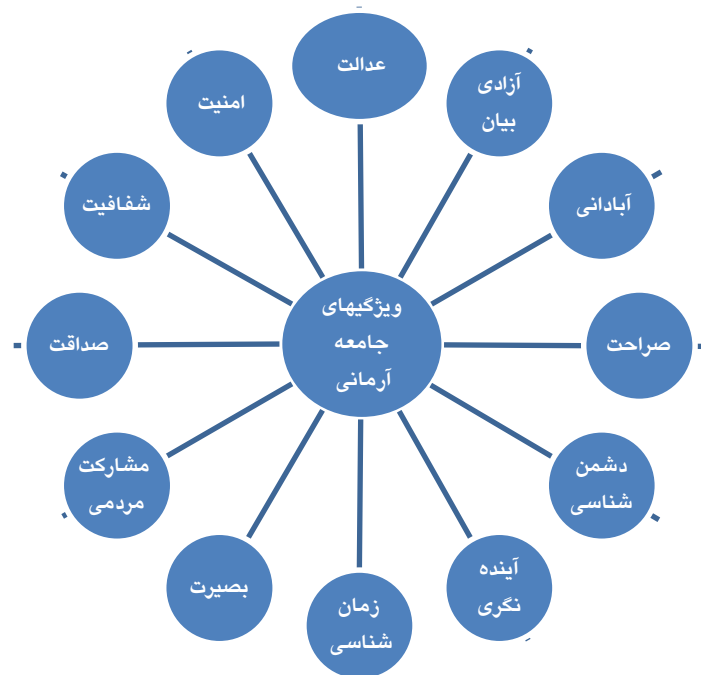 عدالت
آزادی
بیان
آبادانی
صراحت
دشمن
شناسی
آینده
نگری
زمان
شناسی
بصیرت
مشارکت
مردمی
صداقت
شفافیت
امنیت
ویژگیهای
جامعه
آرمانی